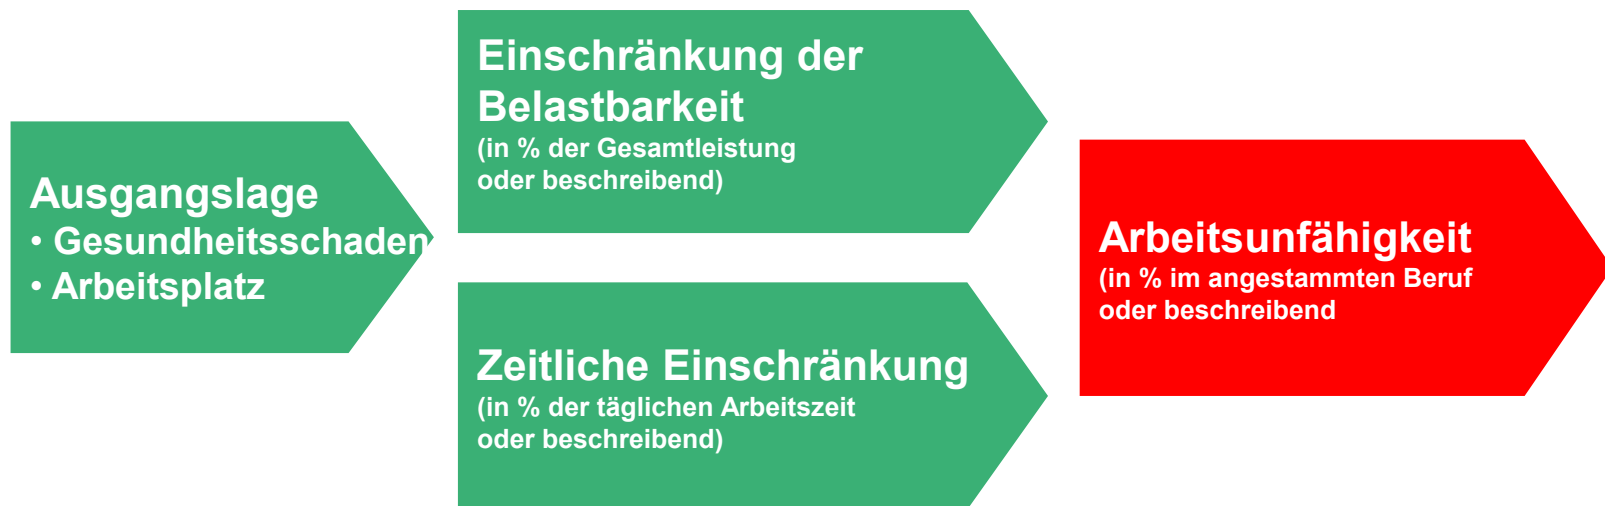 Ausgangslage
• Gesundheitsschaden
• Arbeitsplatz
Einschränkung der
Belastbarkeit
(in % der Gesamtleistung
oder beschreibend)
Zeitliche Einschränkung
(in % der täglichen Arbeitszeit
oder beschreibend)
Arbeitsunfähigkeit
(in % im angestammten Beruf
oder beschreibend